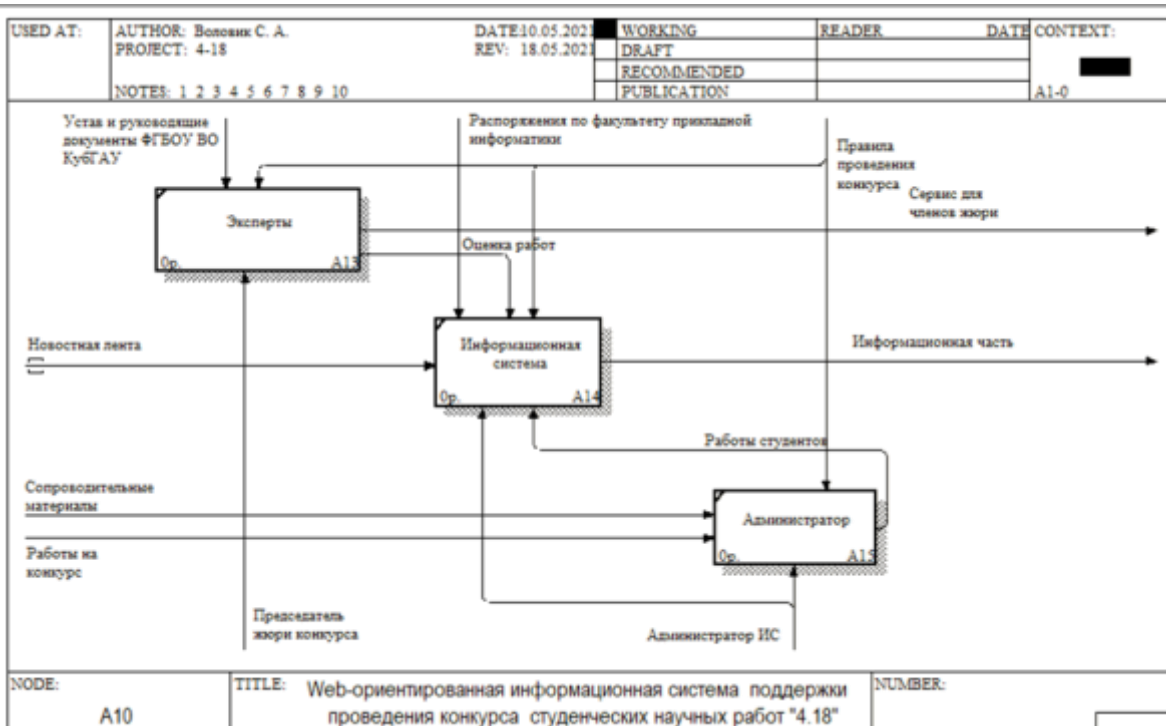 USED AT:
AUTHOR: Воловик С. А.
DATE:10.05.2021
WORKING
READER
DATE
CONTEXT:
PROJECT: 4-18
REV: 18.05.2021
DRAFT
RECOMMENDED
NOTES: 1 2 3 4 5 6 7 8 9 10
PUBLICATION
A1-0
Устав и руководящие
документы ФГБОУ ВО
КубГАУ
Распоряжения по факультету прикладной
информатики
Правила
проведения
конкурса
Сервис для
членов жюри
Эксперты
0р.
A13
Оценка работ
Новостная лента
Информационная
система
0р.
A14
Информационная часть
Работы студентов
Сопроводительные
материалы
Администратор
0р.
A15
Работы на
конкурс
Председатель
жюри конкурса
Администратор ИС
NODE:
A10
TITLE:
Web-ориентированная информационная система поддержки
проведения конкурса студенческих научных работ "4.18"
NUMBER: